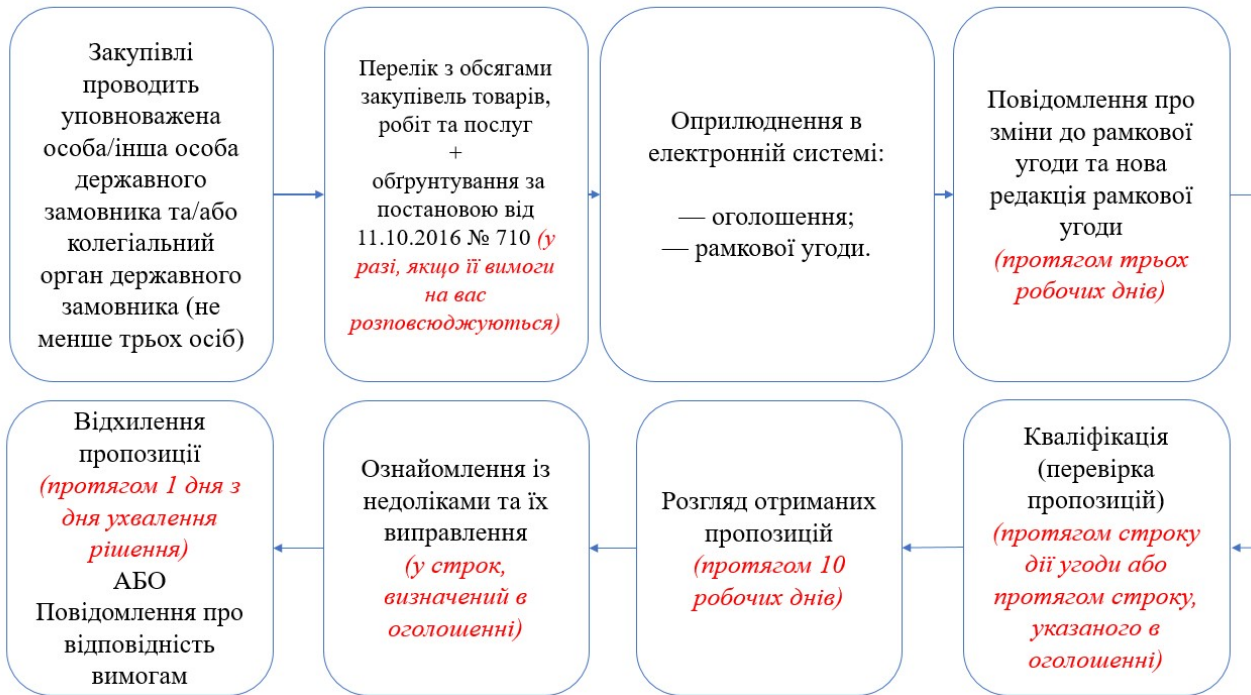 Закупівлі
проводить
уповноважена
особа/інша особа
державного
замовника та/або
колегіальний
орган державного
замовника (не
менше трьох осіб)
Перелік з обсягами
закупівель товарів,
робіт та послуг
+
обґрунтування за
постановою від
11.10.2016 № 710 (у
разі, якщо її вимоги
на вас
розповсюджуються)
Оприлюднення в
електронній системі:
— оголошення;
— рамкової угоди.
Повідомлення про
зміни до рамкової
угоди та нова
редакція рамкової
угоди
(протягом трьох
робочих днів)
Кваліфікація
(перевірка
пропозицій)
(протягом строку
дії угоди або
протягом строку,
указаного в
оголошенні)
Розгляд отриманих
пропозицій
(протягом 10
робочих днів)
Ознайомлення із
недоліками та їх
виправлення
(у строк,
визначений в
оголошенні)
Відхилення
пропозиції
(протягом 1 дня з
дня ухвалення
рішення)
АБО
Повідомлення про
відповідність
вимогам